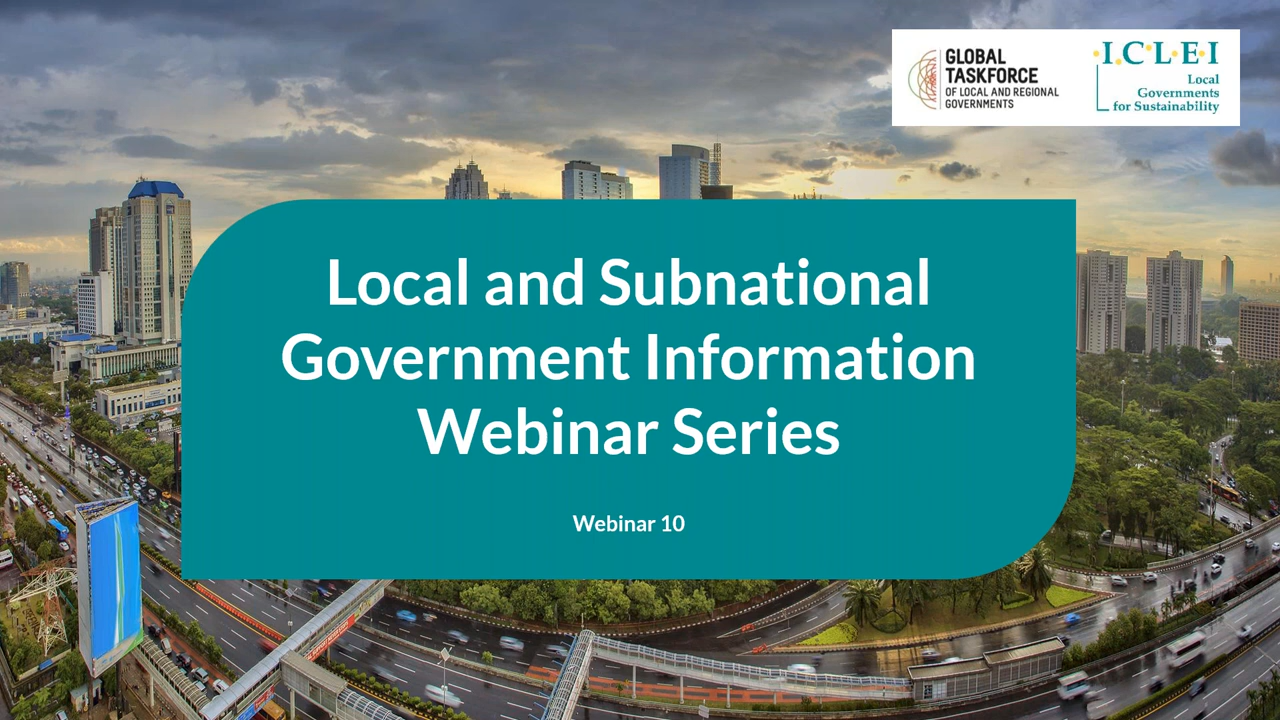 GLOBAL
TASKFORCE
OF LOCAL AND REGIONAL
GOVERNMENTS
I.C.L.E.I
Local
Governments
for Sustainability
Local and Subnational
Government Information
Webinar Series
Webinar 10